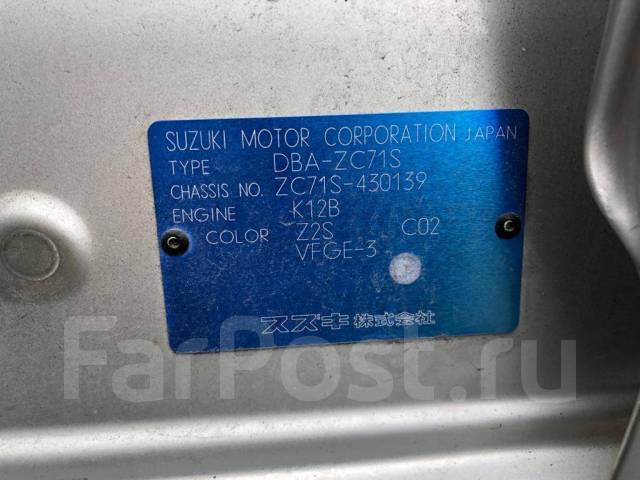 SUZUKI MOTOR CORPORATION JAPAN
TYPE DBA-ZC71S
CHASSIS NO. ZC71S-430139
ENGINE K12B
COLOR Z2S C02
VFGE-3
スズキ株式会社
FarPost.ru